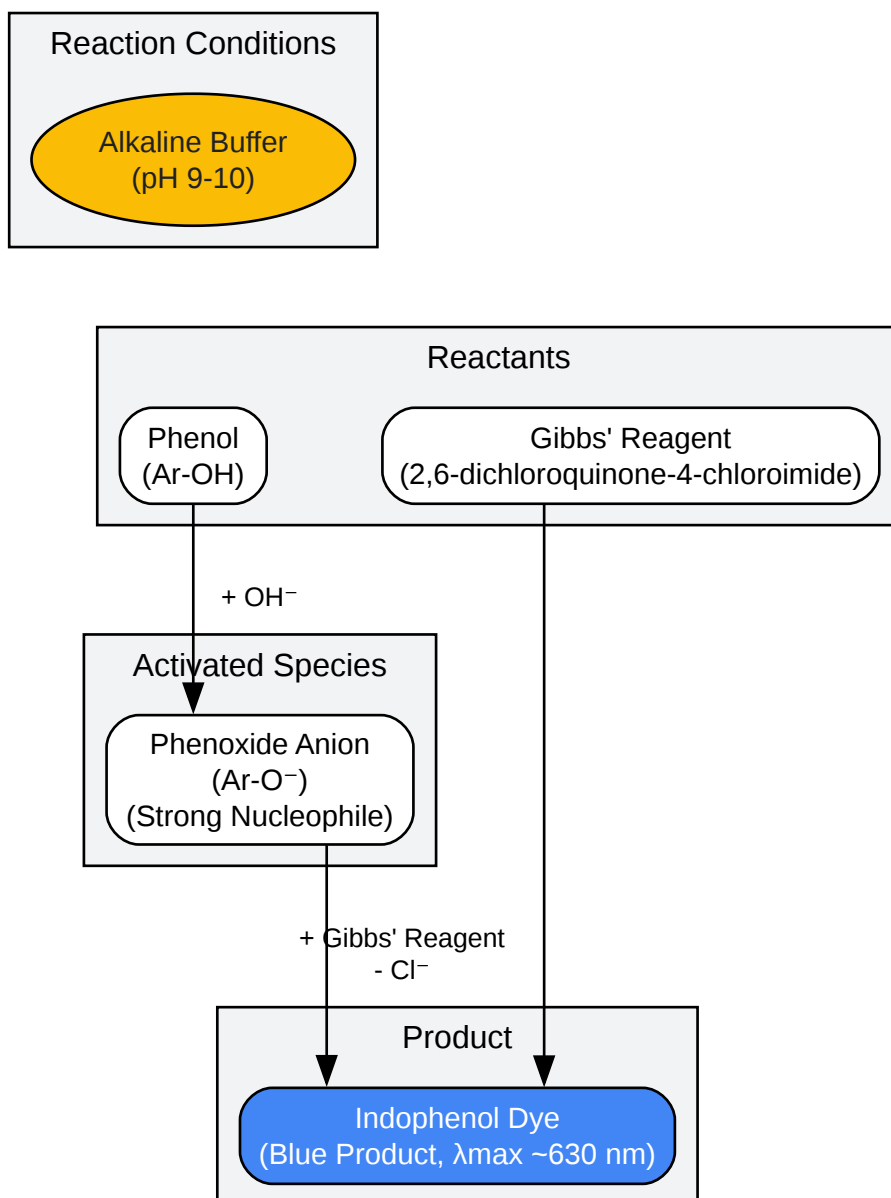 Reaction Conditions
Alkaline Buffer
(pH 9-10)
Reactants
Phenol
(Ar-OH)
Gibbs' Reagent
(2,6-dichloroquinone-4-chloroimide)
+ OH⁻
Activated Species
Phenoxide Anion
(Ar-O⁻)
(Strong Nucleophile)
+ Gibbs' Reagent
- Cl⁻
Product
Indophenol Dye
(Blue Product, λmax ~630 nm)